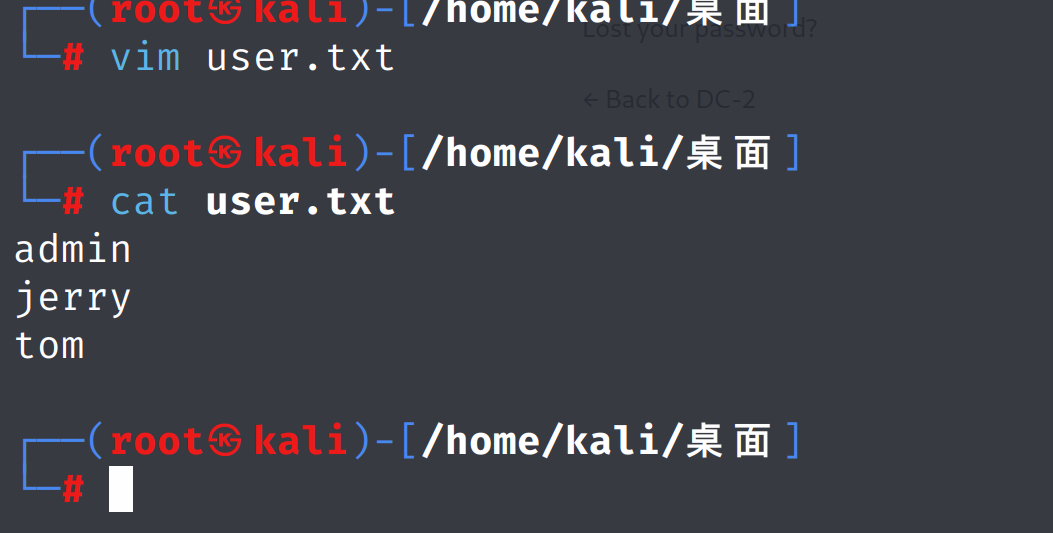 ┌──(root㉿kali)-[/home/kali/桌面]
Lost your password?
└─# vim user.txt
← Back to DC-2
┌──(root㉿kali)-[/home/kali/桌面]
└─# cat user.txt
admin
jerry
tom
┌──(root㉿kali)-[/home/kali/桌面]
└─#